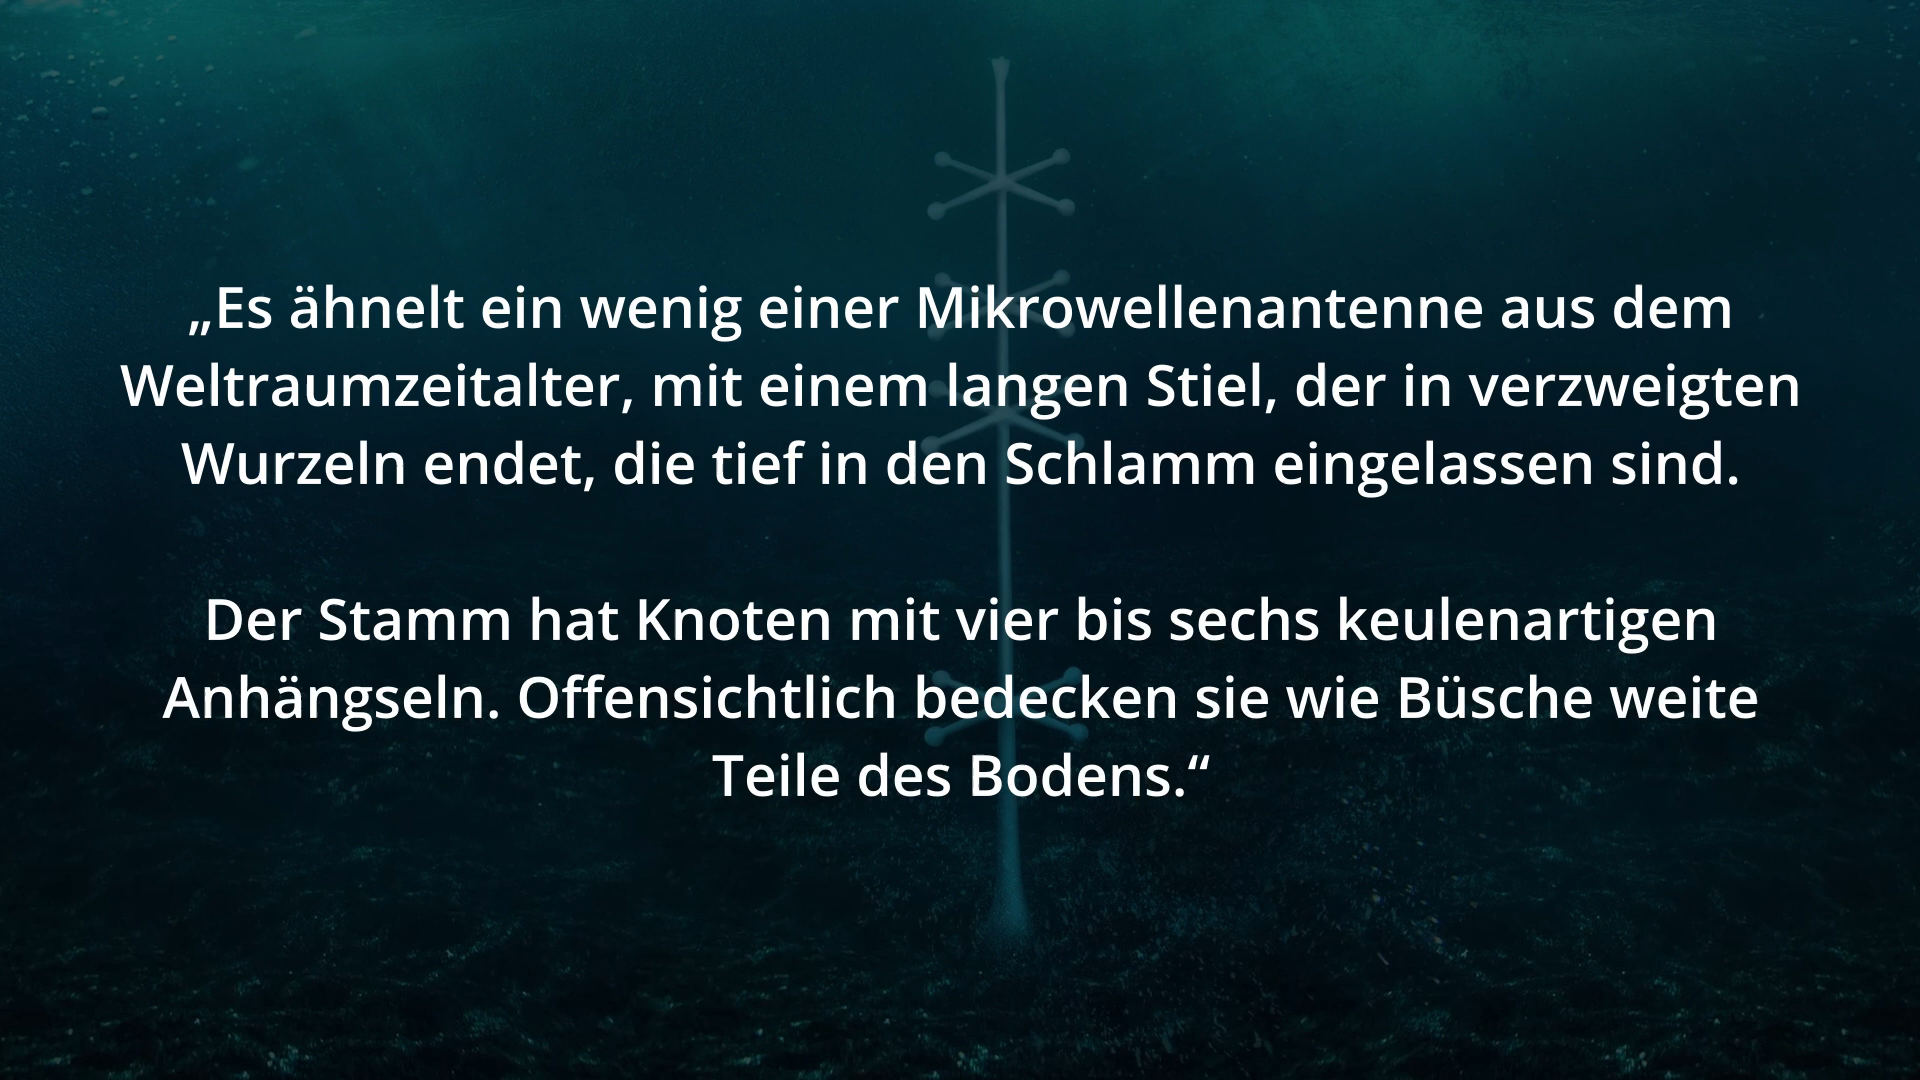 „Es ähnelt ein wenig einer Mikrowellenantenne aus dem
Weltraumzeitalter, mit einem langen Stiel, der in verzweigten
Wurzeln endet, die tief in den Schlamm eingelassen sind.
Der Stamm hat Knoten mit vier bis sechs keulenartigen
Anhängseln. Offensichtlich bedecken sie wie Büsche weite
Teile des Bodens.“